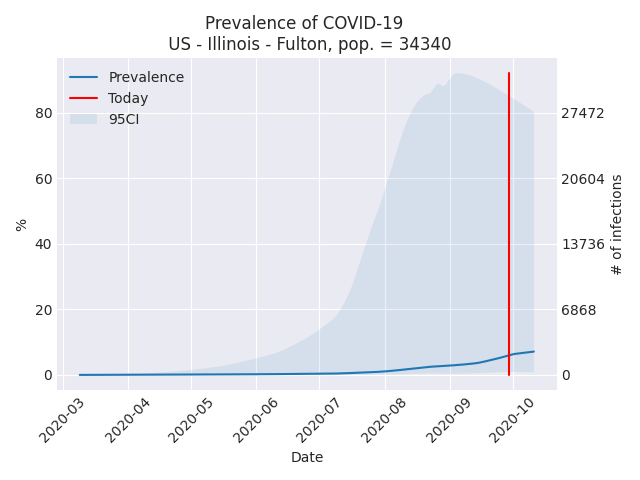 Prevalence of COVID-19
US - Illinois - Fulton, pop. = 34340
Prevalence
Today
95CI
80
60
40
20
0
%
27472
20604
13736
6868
0
# of infections
2020-03
2020-04
2020-05
2020-06
2020-07
2020-08
2020-09
2020-10
Date